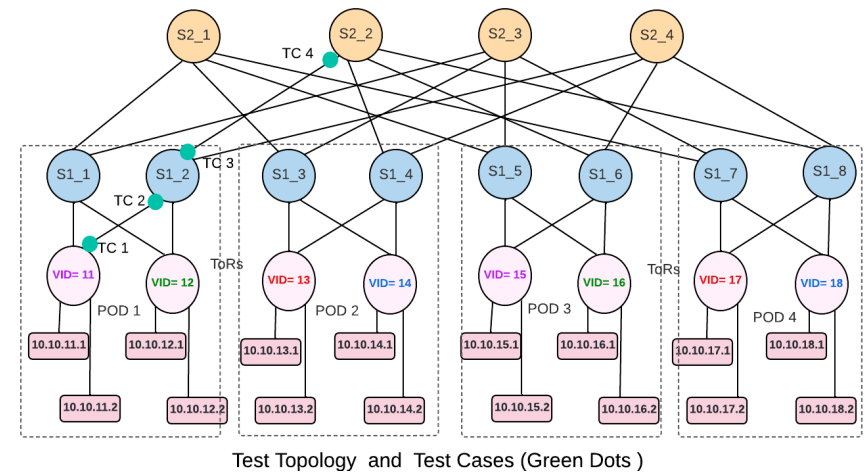 S2_1
S2_2
S2_3
S2_4
TC 4
S1_1
S1_2
TC 3
S1_3
S1_4
S1_5
S1_6
S1_7
S1_8
TC 2
TC 1
ToRs
ToRs
VID= 11
VID= 12
VID= 13
VID= 14
VID= 15
VID= 16
VID= 17
VID= 18
POD 1
POD 2
POD 3
POD 4
10.10.11.1
10.10.12.1
10.10.13.1
10.10.14.1
10.10.15.1
10.10.16.1
10.10.17.1
10.10.18.1
10.10.11.2
10.10.12.2
10.10.13.2
10.10.14.2
10.10.15.2
10.10.16.2
10.10.17.2
10.10.18.2
Test Topology and Test Cases (Green Dots )